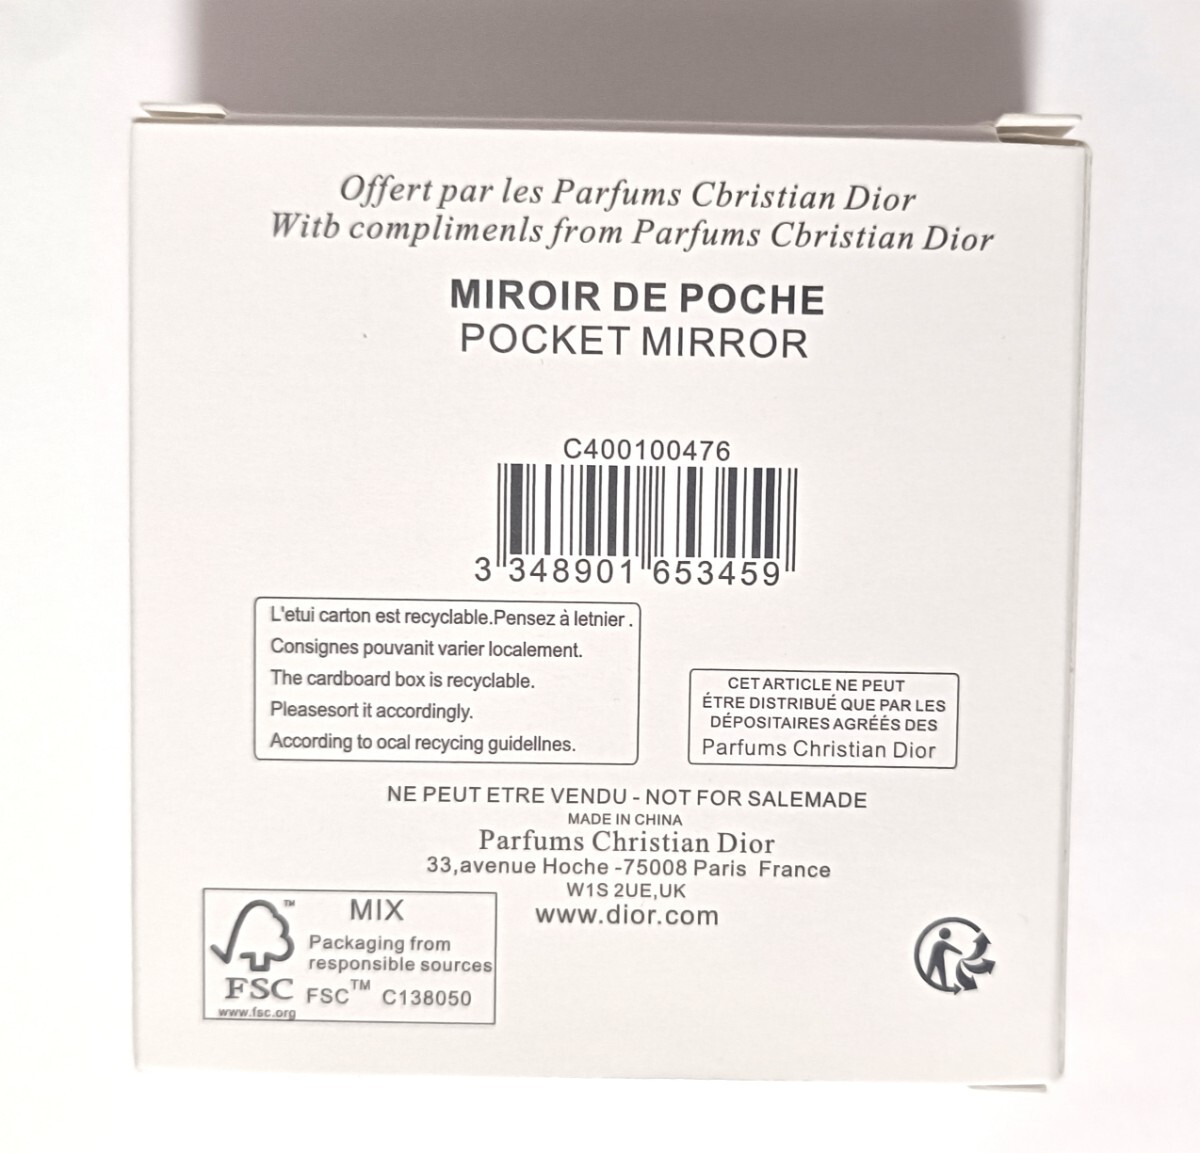 Offert par les Parfums Cbristian Dior
Witb complimenls from Parfums Cbristian Dior
MIROIR DE POCHE
POCKET MIRROR
C400100476
3 348901 653459
L'etui carton est recyclable.Pensez à letnier .
Consignes pouvanit varier localement.
The cardboard box is recyclable.
Pleasesort it accordingly.
According to ocal recycing guidellnes.
CET ARTICLE NE PEUT
ÉTRE DISTRIBUÉ QUE PAR LES
DÉPOSITAIRES AGRÉÉS DES
Parfums Christian Dior
NE PEUT ETRE VENDU - NOT FOR SALEMADE
MADE IN CHINA
Parfums Christian Dior
33,avenue Hoche -75008 Paris France
W1S 2UE,UK
www.dior.com
TM
MIX
Packaging from
responsible sources
FSC
FSC™ C138050
www.fsc.org